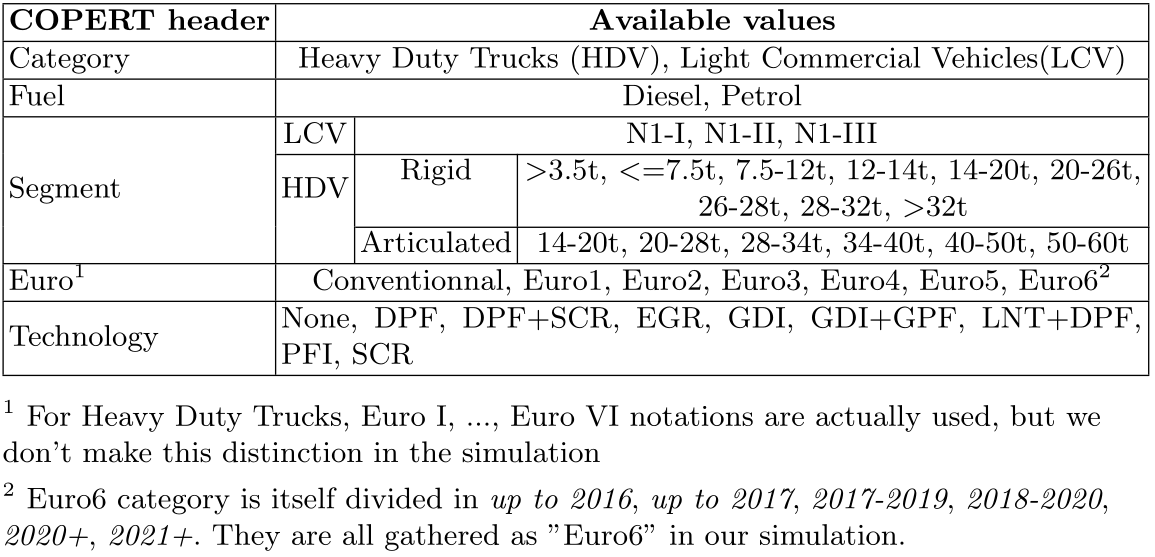 COPERT header Available values
Category Heavy Duty Trucks (HDV), Light Commercial Vehicles(LCV)
Fuel Diesel, Petrol
Segment LCV N1-I, N1-II, N1-III
HDV Rigid >3.5t, <=7.5t, 7.5-12t, 12-14t, 14-20t, 20-26t,
26-28t, 28-32t, >32t
Articulated 14-20t, 20-28t, 28-34t, 34-40t, 40-50t, 50-60t
Euro¹ Conventionnal, Euro1, Euro2, Euro3, Euro4, Euro5, Euro6²
Technology None, DPF, DPF+SCR, EGR, GDI, GDI+GPF, LNT+DPF,
PFI, SCR
¹ For Heavy Duty Trucks, Euro I, ..., Euro VI notations are actually used, but we
don't make this distinction in the simulation
² Euro6 category is itself divided in up to 2016, up to 2017, 2017-2019, 2018-2020,
2020+, 2021+. They are all gathered as ”Euro6” in our simulation.